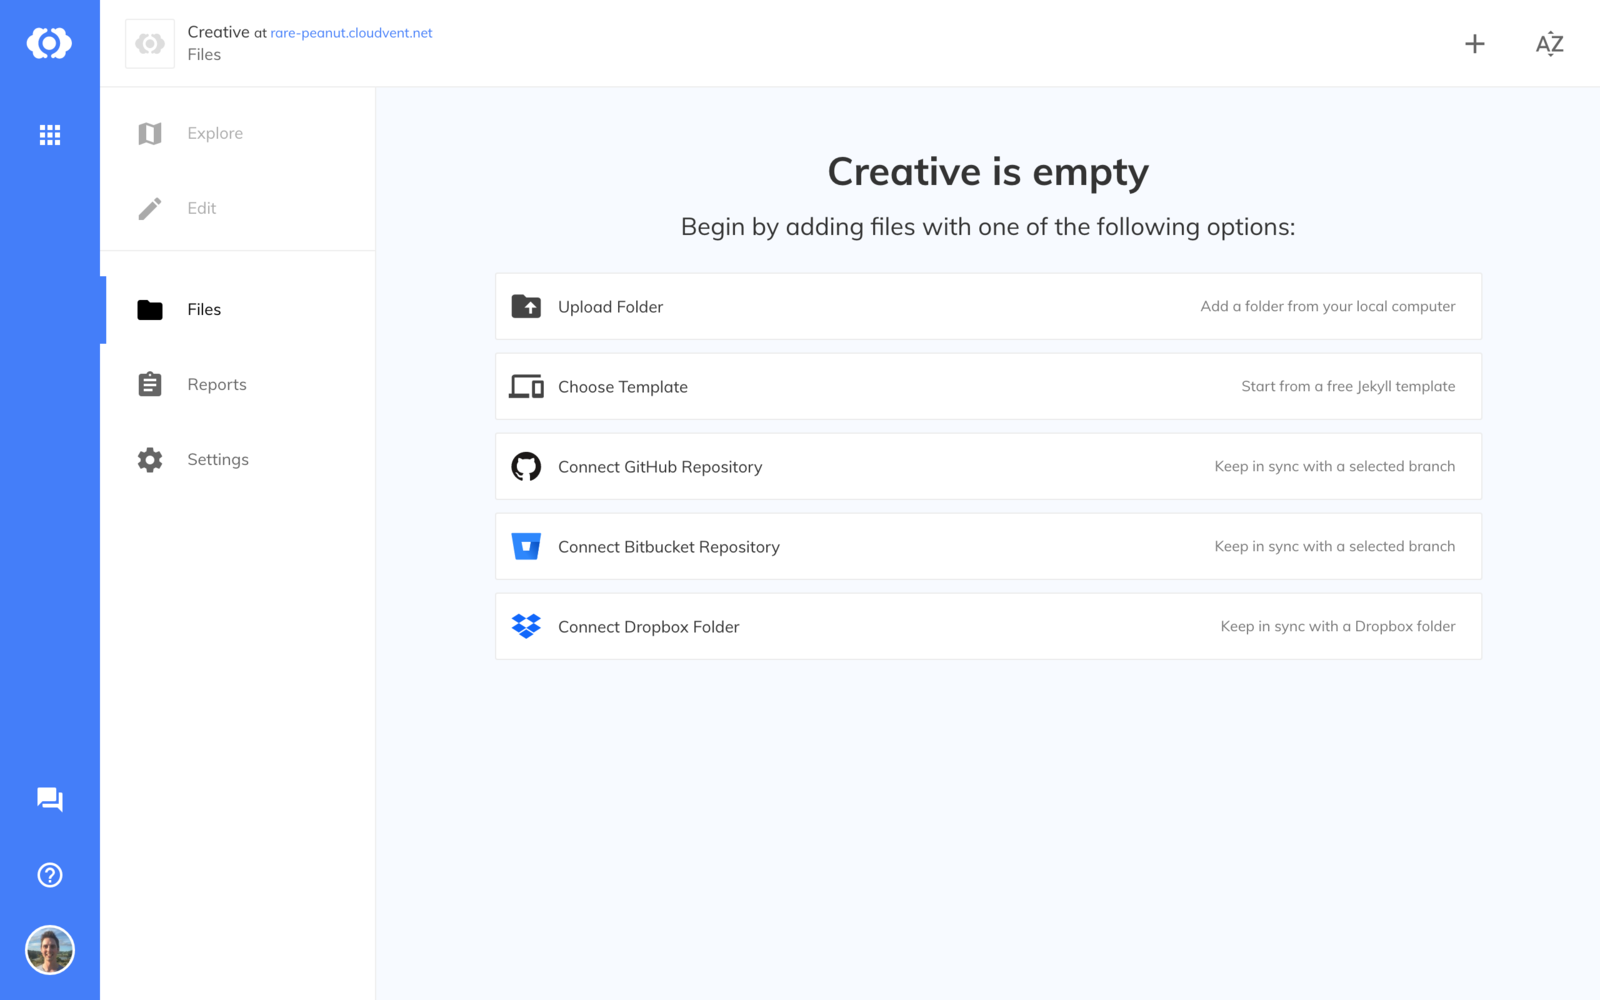 Creative at rare-peanut.cloudvent.net
Files
AZ
Explore
Edit
Files
Reports
Settings
Creative is empty
Begin by adding files with one of the following options:
Upload Folder Add a folder from your local computer
Choose Template Start from a free Jekyll template
Connect GitHub Repository Keep in sync with a selected branch
Connect Bitbucket Repository Keep in sync with a selected branch
Connect Dropbox Folder Keep in sync with a Dropbox folder